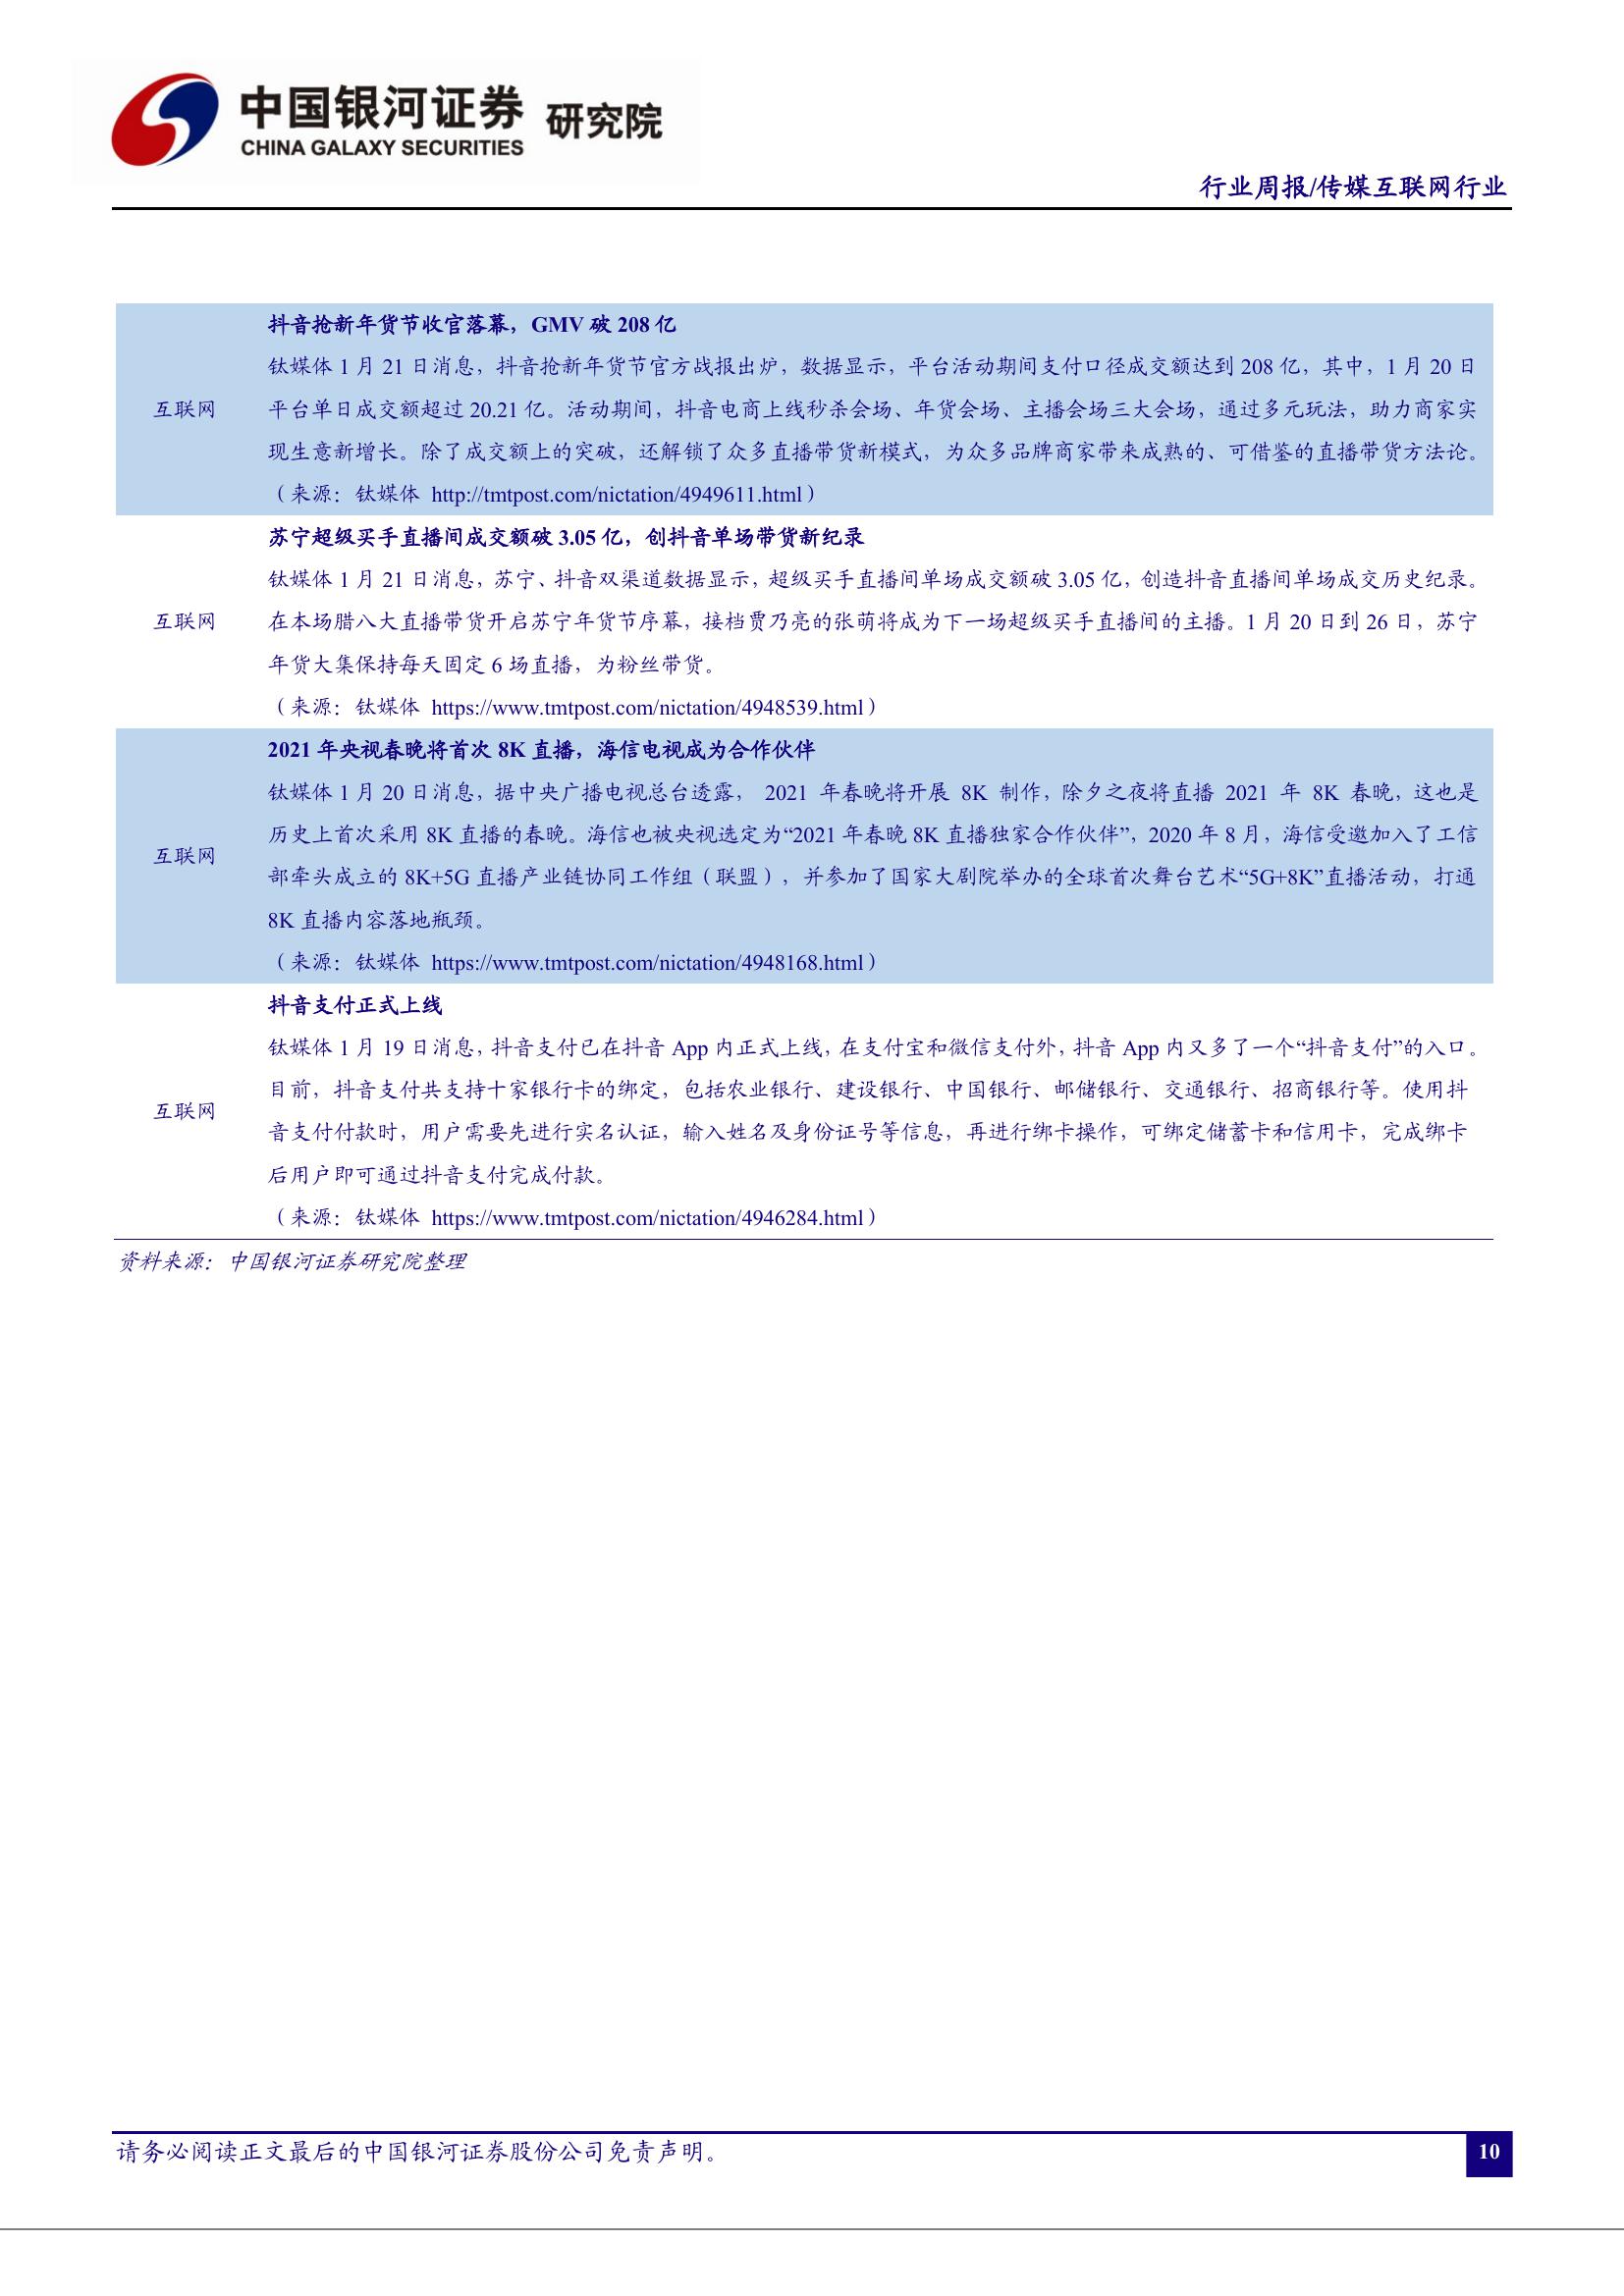 中国银河证券 研究院
CHINA GALAXY SECURITIES
行业周报/传媒互联网行业
抖音抢新年货节收官落幕，GMV 破 208 亿
钛媒体 1 月 21 日消息，抖音抢新年货节官方战报出炉，数据显示，平台活动期间支付口径成交额达到 208 亿，其中，1 月 20 日
互联网
平台单日成交额超过 20.21 亿。活动期间，抖音电商上线秒杀会场、年货会场、主播会场三大会场，通过多元玩法，助力商家实
现生意新增长。除了成交额上的突破，还解锁了众多直播带货新模式，为众多品牌商家带来成熟的、可借鉴的直播带货方法论。
（来源：钛媒体 http://tmtpost.com/nictation/4949611.html）
苏宁超级买手直播间成交额破 3.05 亿，创抖音单场带货新纪录
钛媒体 1 月 21 日消息，苏宁、抖音双渠道数据显示，超级买手直播间单场成交额破 3.05 亿，创造抖音直播间单场成交历史纪录。
互联网
在本场腊八大直播带货开启苏宁年货节序幕，接档贾乃亮的张萌将成为下一场超级买手直播间的主播。1 月 20 日到 26 日，苏宁
年货大集保持每天固定 6 场直播，为粉丝带货。
（来源：钛媒体 https://www.tmtpost.com/nictation/4948539.html）
2021 年央视春晚将首次 8K 直播，海信电视成为合作伙伴
钛媒体 1 月 20 日消息，据中央广播电视总台透露， 2021 年春晚将开展 8K 制作，除夕之夜将直播 2021 年 8K 春晚，这也是
历史上首次采用 8K 直播的春晚。海信也被央视选定为“2021 年春晚 8K 直播独家合作伙伴”，2020 年 8 月，海信受邀加入了工信
互联网
部牵头成立的 8K+5G 直播产业链协同工作组（联盟），并参加了国家大剧院举办的全球首次舞台艺术“5G+8K”直播活动，打通
8K 直播内容落地瓶颈。
（来源：钛媒体 https://www.tmtpost.com/nictation/4948168.html）
抖音支付正式上线
钛媒体 1 月 19 日消息，抖音支付已在抖音 App 内正式上线，在支付宝和微信支付外，抖音 App 内又多了一个“抖音支付”的入口。
目前，抖音支付共支持十家银行卡的绑定，包括农业银行、建设银行、中国银行、邮储银行、交通银行、招商银行等。使用抖
互联网
音支付付款时，用户需要先进行实名认证，输入姓名及身份证号等信息，再进行绑卡操作，可绑定储蓄卡和信用卡，完成绑卡
后用户即可通过抖音支付完成付款。
（来源：钛媒体 https://www.tmtpost.com/nictation/4946284.html）
资料来源：中国银河证券研究院整理
请务必阅读正文最后的中国银河证券股份公司免责声明。
10